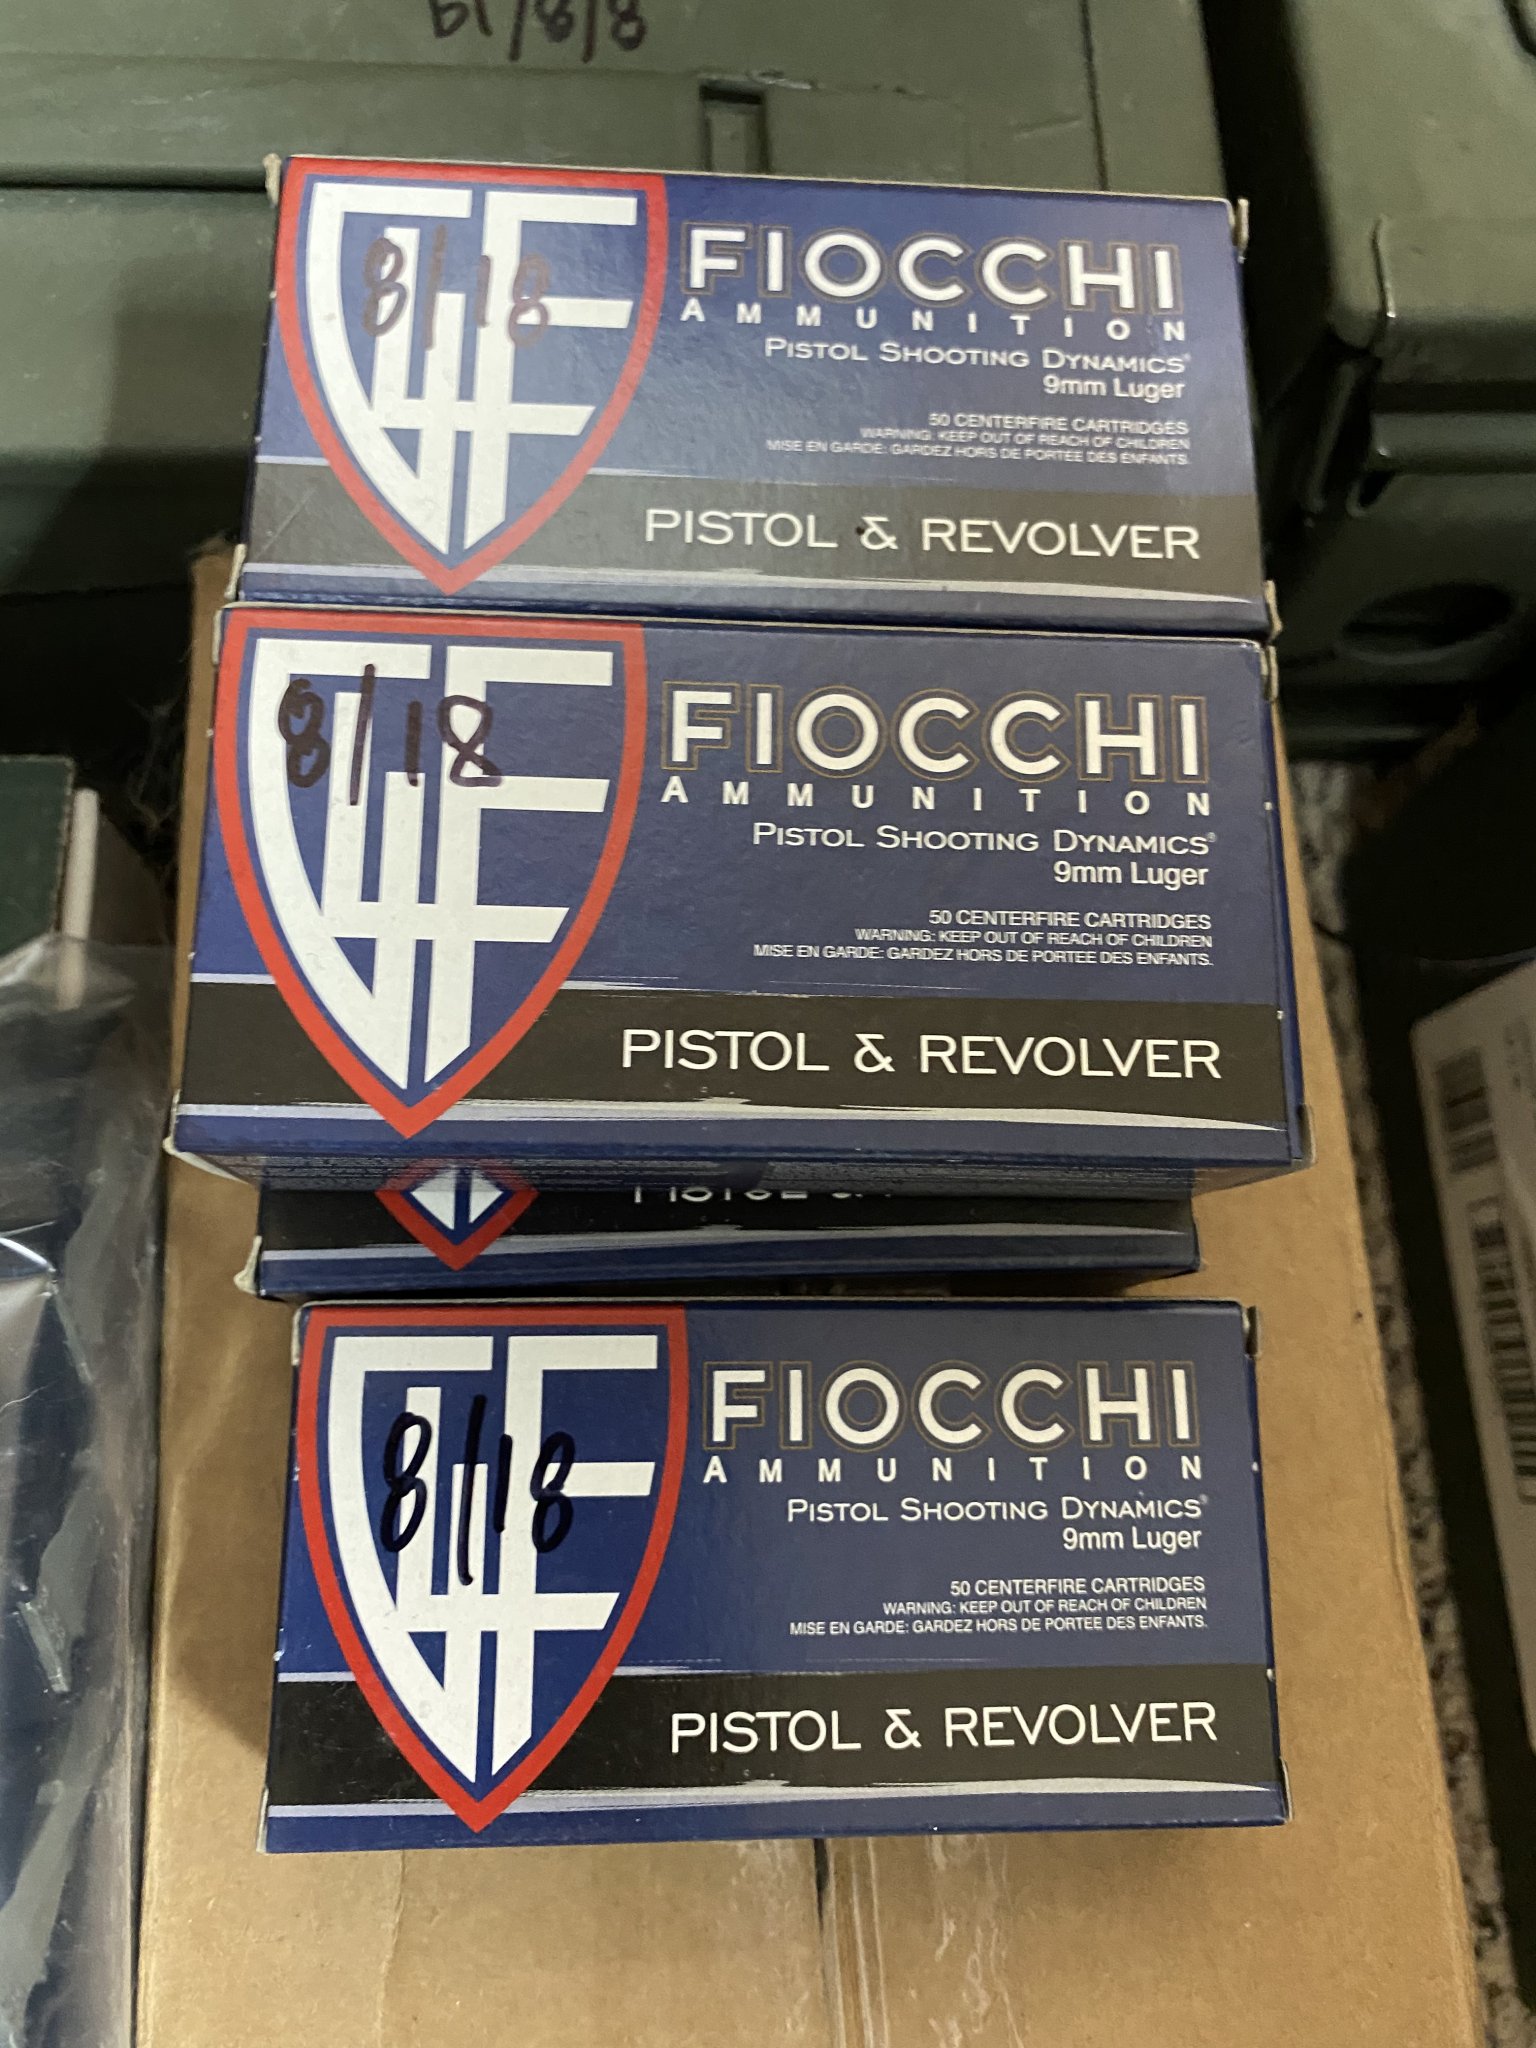 8/18
FIOCCHI
AMMUNITION
PISTOL SHOOTING DYNAMICS®
9mm Luger
50 CENTERFIRE CARTRIDGES
WARNING: KEEP OUT OF REACH OF CHILDREN
MISE EN GARDE: GARDEZ HORS DE PORTEE DES ENFANTS.
PISTOL & REVOLVER
8/18
FIOCCHI
AMMUNITION
PISTOL SHOOTING DYNAMICS®
9mm Luger
50 CENTERFIRE CARTRIDGES
WARNING: KEEP OUT OF REACH OF CHILDREN
MISE EN GARDE: GARDEZ HORS DE PORTEE DES ENFANTS.
PISTOL & REVOLVER
8/18
FIOCCHI
AMMUNITION
PISTOL SHOOTING DYNAMICS®
9mm Luger
50 CENTERFIRE CARTRIDGES
WARNING: KEEP OUT OF REACH OF CHILDREN
MISE EN GARDE: GARDEZ HORS DE PORTEE DES ENFANTS.
PISTOL & REVOLVER